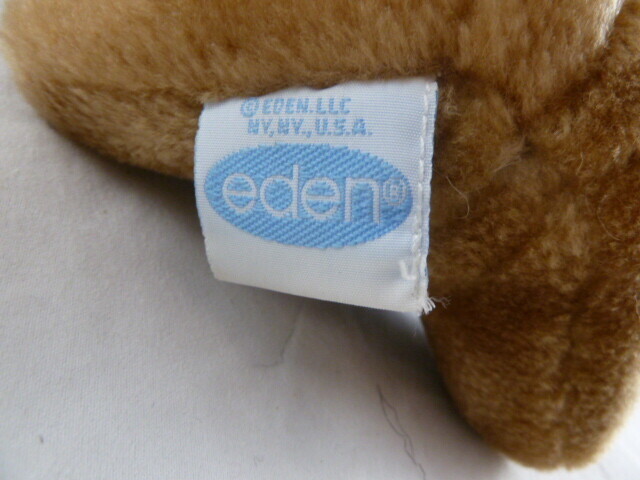 © EDEN. LLC
NY, NY., U.S.A.
eden®